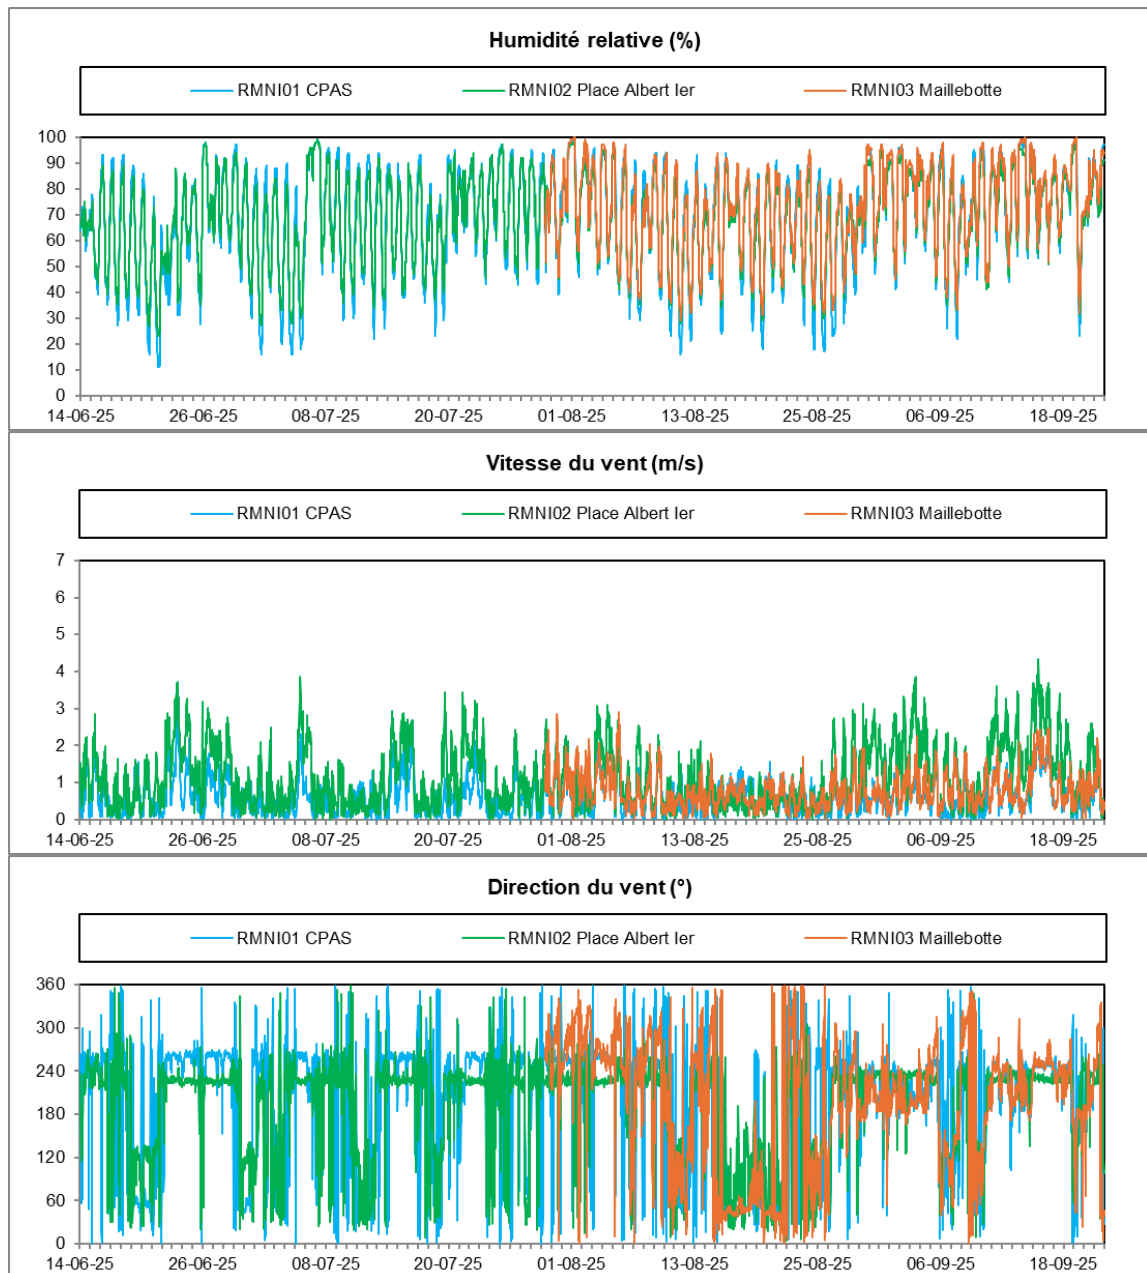 Humidité relative (%)
RMNI01 CPAS RMNI02 Place Albert Ier RMNI03 Maillebotte
100
90
80
70
60
50
40
30
20
10
0
14-06-25 26-06-25 08-07-25 20-07-25 01-08-25 13-08-25 25-08-25 06-09-25 18-09-25
Vitesse du vent (m/s)
RMNI01 CPAS RMNI02 Place Albert Ier RMNI03 Maillebotte
7
6
5
4
3
2
1
0
14-06-25 26-06-25 08-07-25 20-07-25 01-08-25 13-08-25 25-08-25 06-09-25 18-09-25
Direction du vent (°)
RMNI01 CPAS RMNI02 Place Albert Ier RMNI03 Maillebotte
360
300
240
180
120
60
0
14-06-25 26-06-25 08-07-25 20-07-25 01-08-25 13-08-25 25-08-25 06-09-25 18-09-25